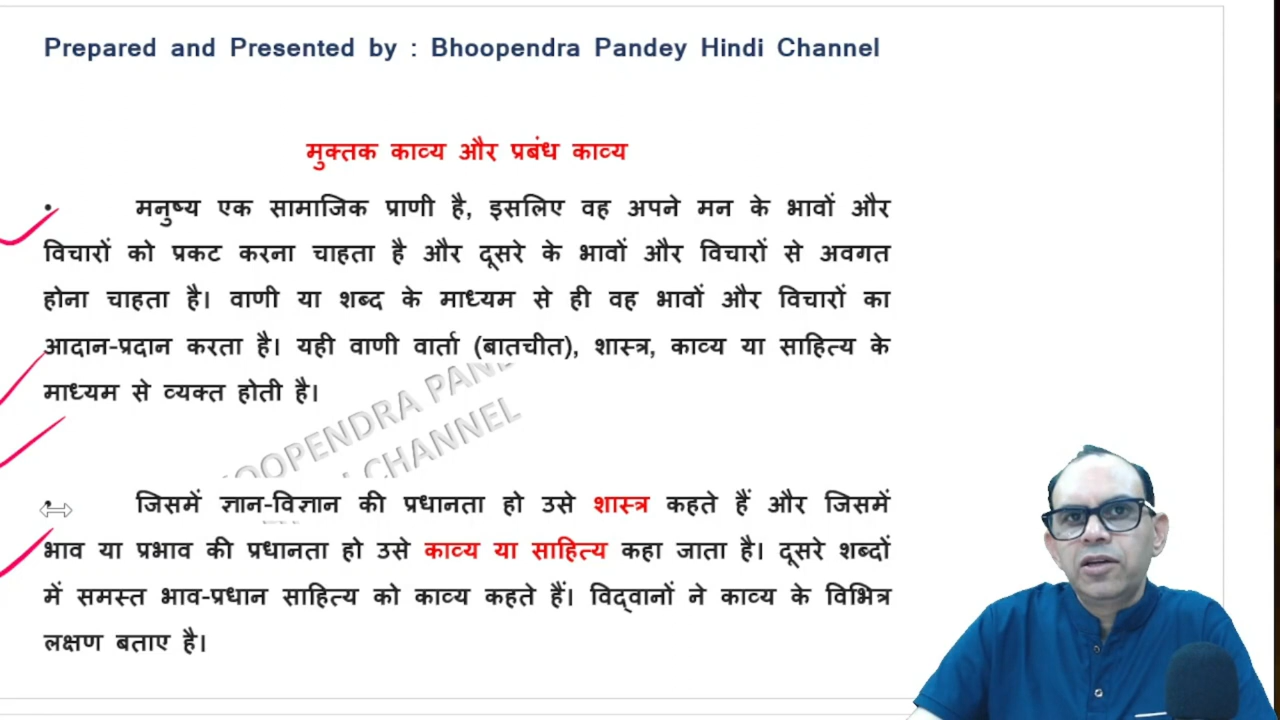 Prepared and Presented by : Bhoopendra Pandey Hindi Channel
मुक्तक काव्य और प्रबंध काव्य
• मनुष्य एक सामाजिक प्राणी है, इसलिए वह अपने मन के भावों और
विचारों को प्रकट करना चाहता है और दूसरे के भावों और विचारों से अवगत
होना चाहता है। वाणी या शब्द के माध्यम से ही वह भावों और विचारों का
आदान-प्रदान करता है। यही वाणी वार्ता (बातचीत), शास्त्र, काव्य या साहित्य के
माध्यम से व्यक्त होती है।
OOPENDRA PAND
CHANNEL
• जिसमें ज्ञान-विज्ञान की प्रधानता हो उसे शास्त्र कहते हैं और जिसमें
भाव या प्रभाव की प्रधानता हो उसे काव्य या साहित्य कहा जाता है। दूसरे शब्दों
में समस्त भाव-प्रधान साहित्य को काव्य कहते हैं। विद्वानों ने काव्य के विभित्र
लक्षण बताए है।